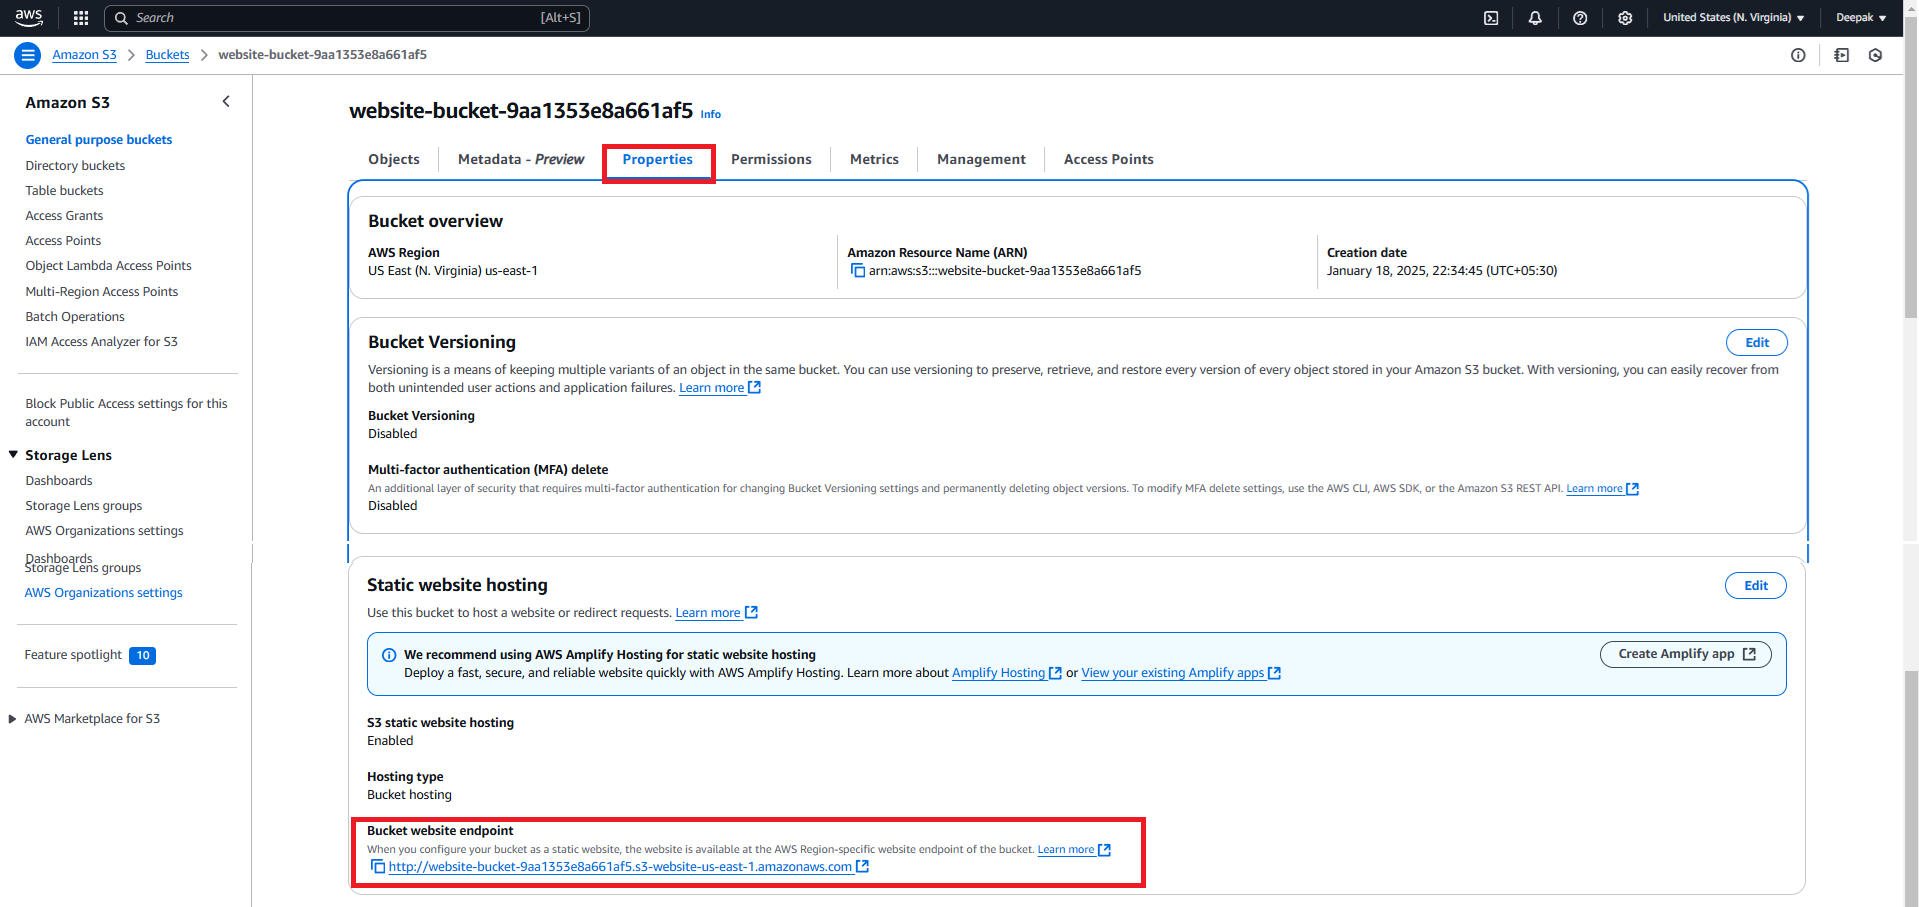 aws
Search [Alt+S]
United States (N. Virginia)
Deepak
Amazon S3 > Buckets > website-bucket-9aa1353e8a661af5
Amazon S3
General purpose buckets
Directory buckets
Table buckets
Access Grants
Access Points
Object Lambda Access Points
Multi-Region Access Points
Batch Operations
IAM Access Analyzer for S3
Block Public Access settings for this
account
Storage Lens
Dashboards
Storage Lens groups
AWS Organizations settings
Dashboards
Storage Lens groups
AWS Organizations settings
Feature spotlight 10
AWS Marketplace for S3
website-bucket-9aa1353e8a661af5 Info
Objects Metadata - Preview Properties Permissions Metrics Management Access Points
Bucket overview
AWS Region
US East (N. Virginia) us-east-1
Amazon Resource Name (ARN)
arn:aws:s3:::website-bucket-9aa1353e8a661af5
Creation date
January 18, 2025, 22:34:45 (UTC+05:30)
Bucket Versioning
Edit
Versioning is a means of keeping multiple variants of an object in the same bucket. You can use versioning to preserve, retrieve, and restore every version of every object stored in your Amazon S3 bucket. With versioning, you can easily recover from
both unintended user actions and application failures. Learn more
Bucket Versioning
Disabled
Multi-factor authentication (MFA) delete
An additional layer of security that requires multi-factor authentication for changing Bucket Versioning settings and permanently deleting object versions. To modify MFA delete settings, use the AWS CLI, AWS SDK, or the Amazon S3 REST API. Learn more
Disabled
Static website hosting
Edit
Use this bucket to host a website or redirect requests. Learn more
We recommend using AWS Amplify Hosting for static website hosting
Deploy a fast, secure, and reliable website quickly with AWS Amplify Hosting. Learn more about Amplify Hosting or View your existing Amplify apps
Create Amplify app
S3 static website hosting
Enabled
Hosting type
Bucket hosting
Bucket website endpoint
When you configure your bucket as a static website, the website is available at the AWS Region-specific website endpoint of the bucket. Learn more
http://website-bucket-9aa1353e8a661af5.s3-website-us-east-1.amazonaws.com